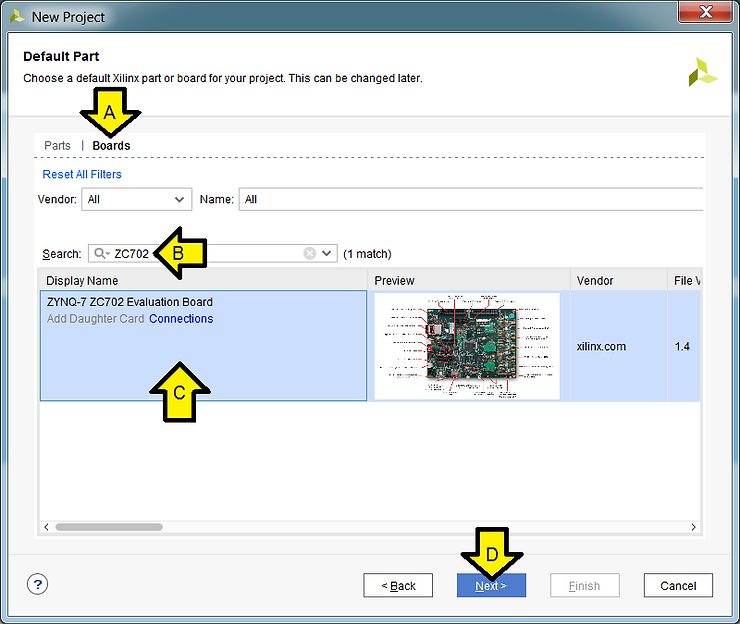 New Project
Default Part
Choose a default Xilinx part or board for your project. This can be changed later.
A
Parts | Boards
Reset All Filters
Vendor: All Name: All
Search: ZC702 B (1 match)
Display Name Preview Vendor File V
ZYNQ-7 ZC702 Evaluation Board
Add Daughter Card Connections
xilinx.com 1.4
C
D
? < Back Next > Finish Cancel